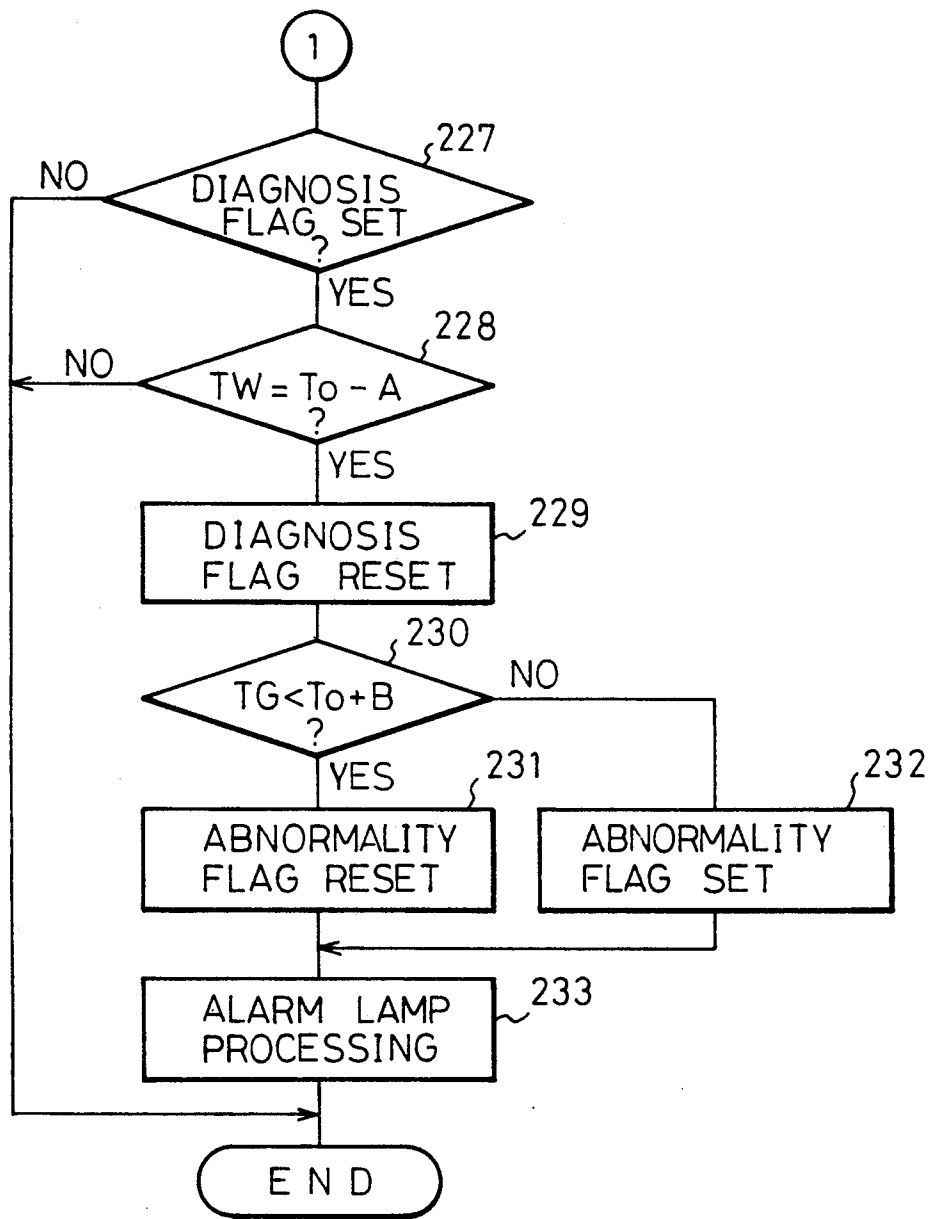 1
227
NO
DIAGNOSIS
FLAG SET
?
YES
228
NO
TW = To - A
?
YES
229
DIAGNOSIS
FLAG RESET
230
TG<To+B
?
NO
YES
231
232
ABNORMALITY
FLAG RESET
ABNORMALITY
FLAG SET
233
ALARM LAMP
PROCESSING
END